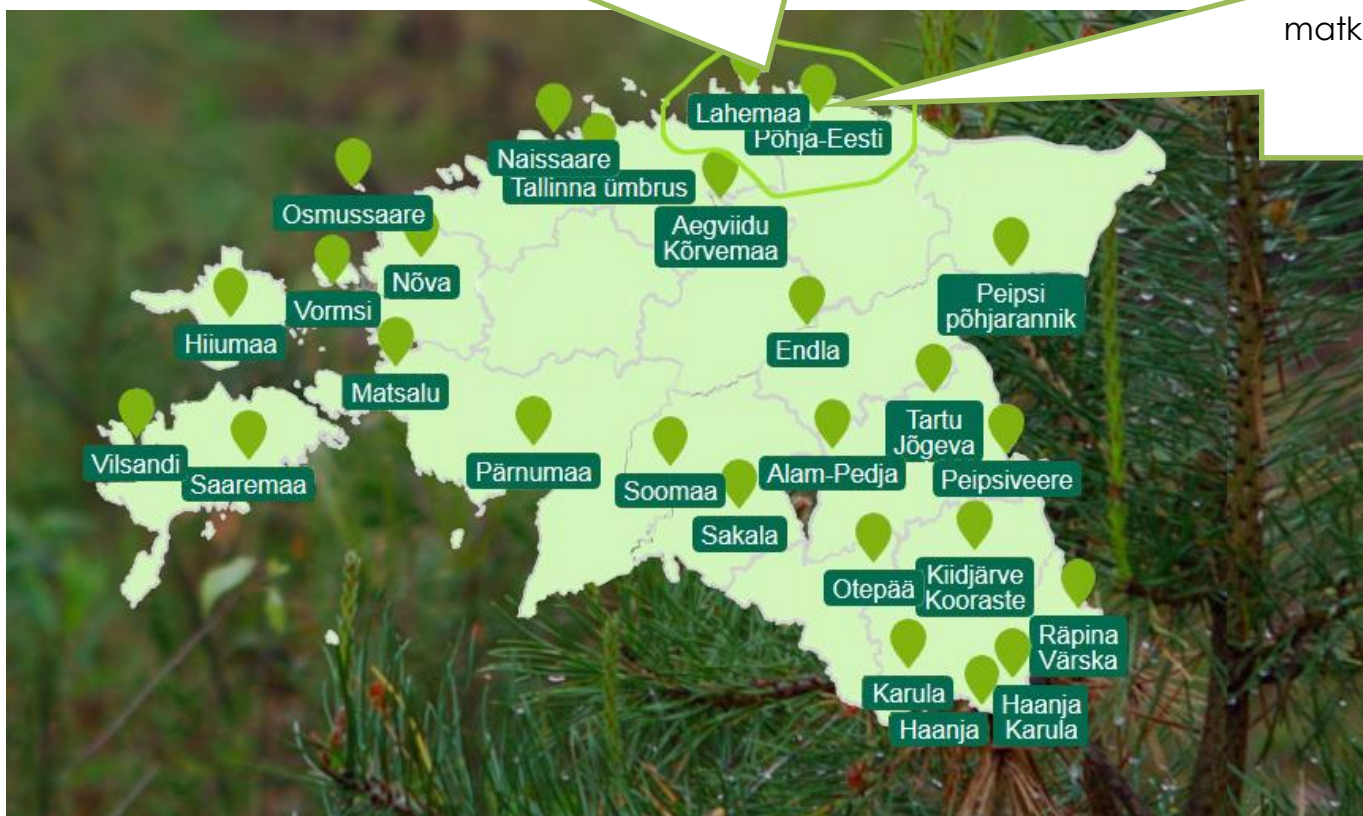 matk
Lahemaa
Põhja-Eesti
Naissaare
Tallinna ümbrus
Osmussaare
Aegviidu
Kõrvemaa
Nõva
Vormsi
Hiiumaa
Peipsi
põhjarannik
Endla
Matsalu
Tartu
Jõgeva
Vilsandi
Saaremaa
Pärnumaa
Soomaa
Alam-Pedja
Peipsiveere
Sakala
Otepää
Kiidjärve
Kooraste
Räpina
Värska
Karula
Haanja
Haanja
Karula